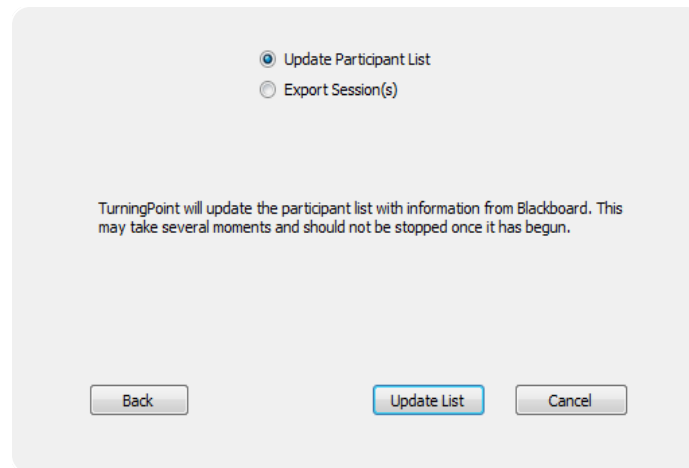 Update Participant List
Export Session(s)
TurningPoint will update the participant list with information from Blackboard. This
may take several moments and should not be stopped once it has begun.
Back
Update List
Cancel